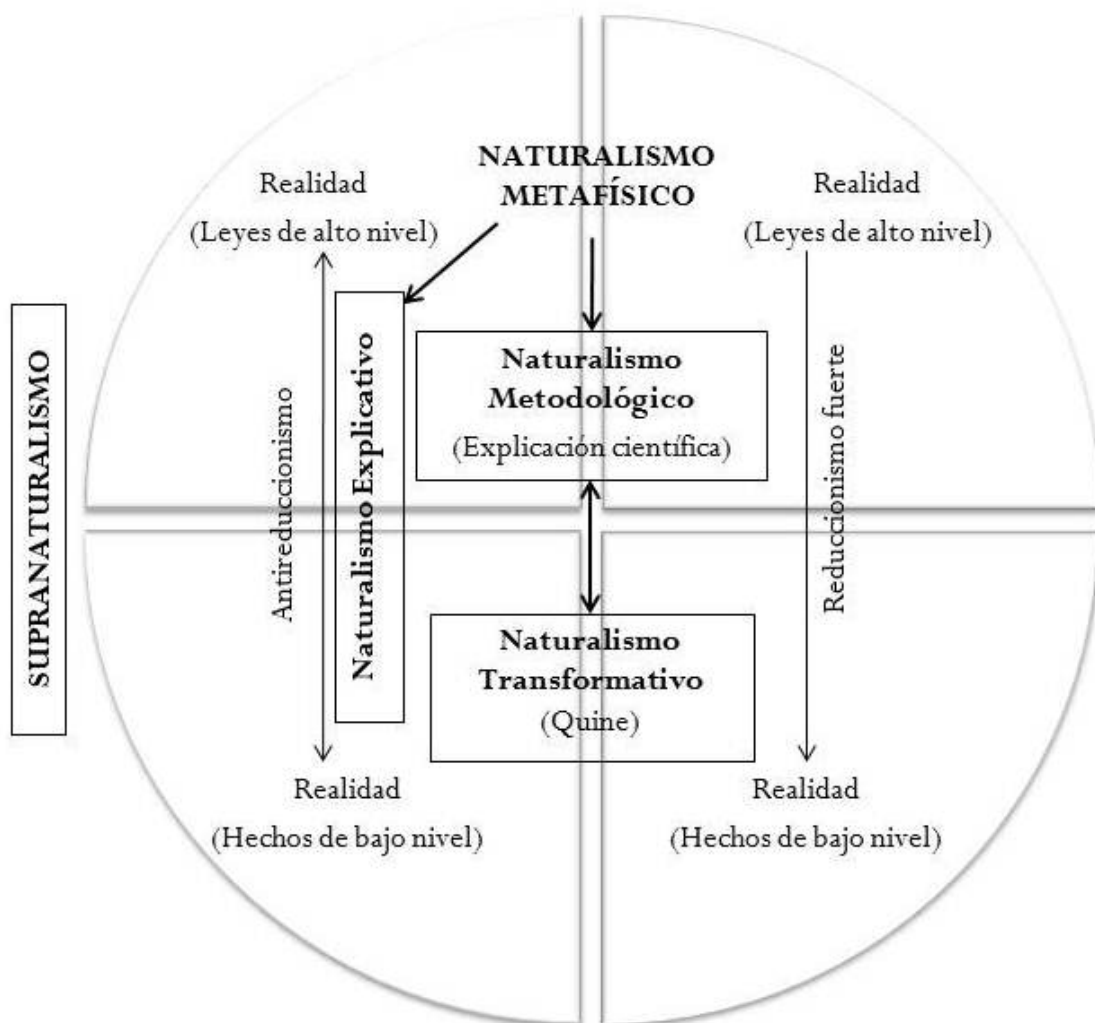 NATURALISMO
METAFÍSICO
Realidad
(Leyes de alto nivel)
Realidad
(Leyes de alto nivel)
SUPRANATURALISMO
Antireduccionismo
Naturalismo Explicativo
Naturalismo
Metodológico
(Explicación científica)
Reduccionismo fuerte
Naturalismo
Transformativo
(Quine)
Realidad
(Hechos de bajo nivel)
Realidad
(Hechos de bajo nivel)